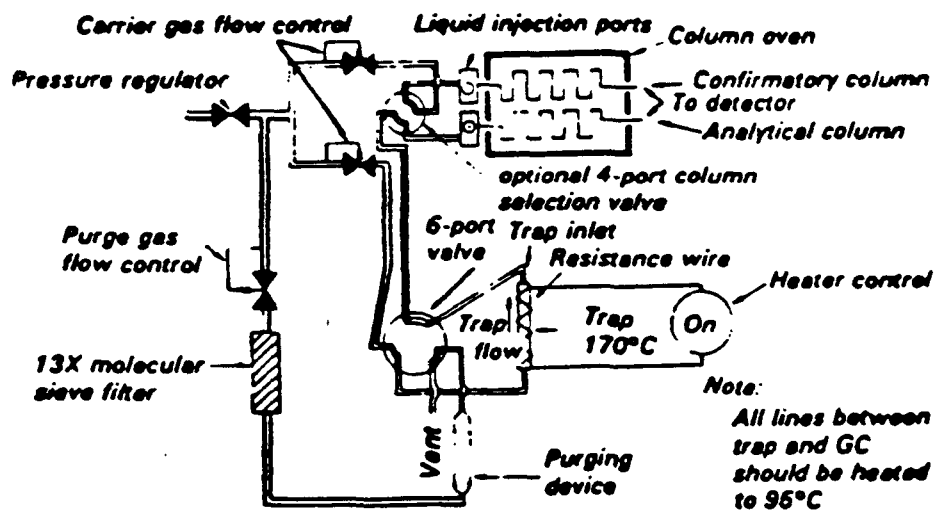 Carrier gas flow control
Liquid injection ports
Column oven
Pressure regulator
Confirmatory column
To detector
Analytical column
optional 4-port column
selection valve
6-port
valve
Trap inlet
Resistance wire
Purge gas
flow control
Heater control
Trap
flow
Trap
170°C
On
13X molecular
sieve filter
Note:
All lines between
trap and GC
should be heated
to 95°C
Vent
Purging
device